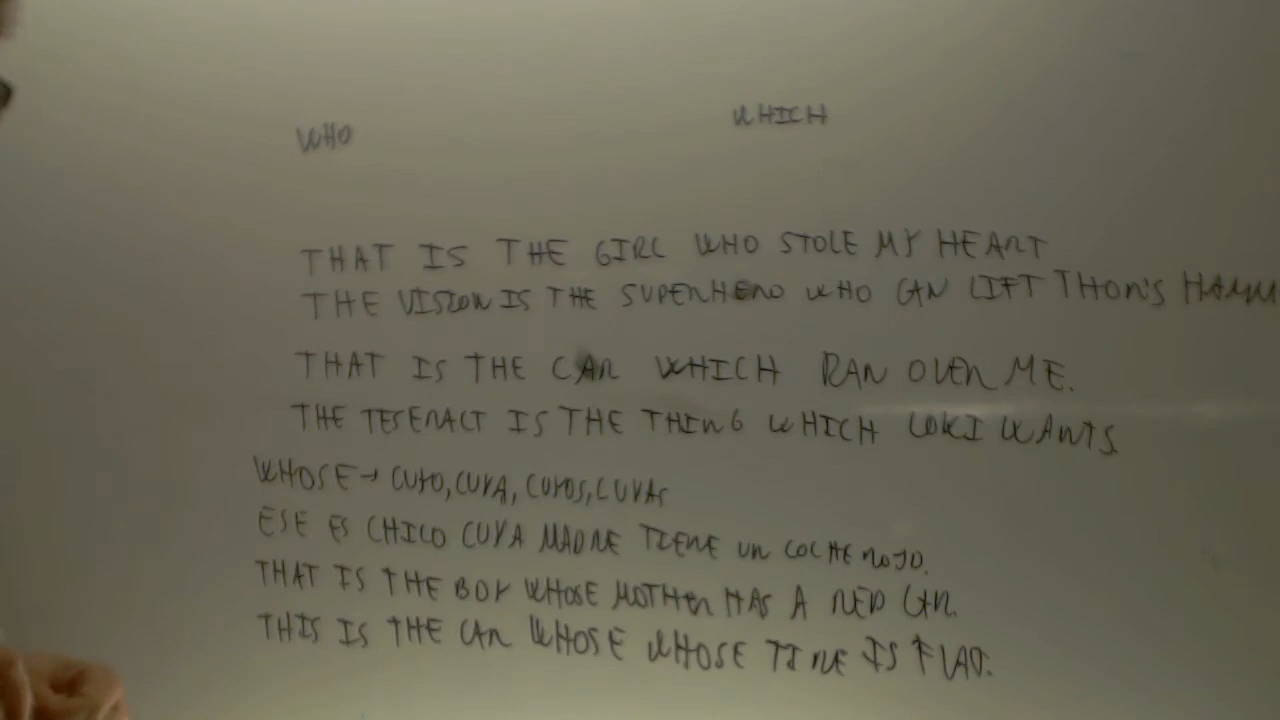 WHO
WHICH
THAT IS THE GIRL WHO STOLE MY HEART
THE VISION IS THE SUPERHERO WHO CAN LIFT THOR'S HAMM
THAT IS THE CAR WHICH RAN OVER ME.
THE TESERACT IS THE THING WHICH LOKI WANTS
WHOSE → CUYO, CUYA, CUYOS, CUYAS
ESE ES CHICO CUYA MADRE TIENE UN COCHE ROJO.
THAT IS THE BOY WHOSE MOTHER HAS A RED CAR.
THIS IS THE CAR WHOSE WHOSE TIRE IS FLAT.